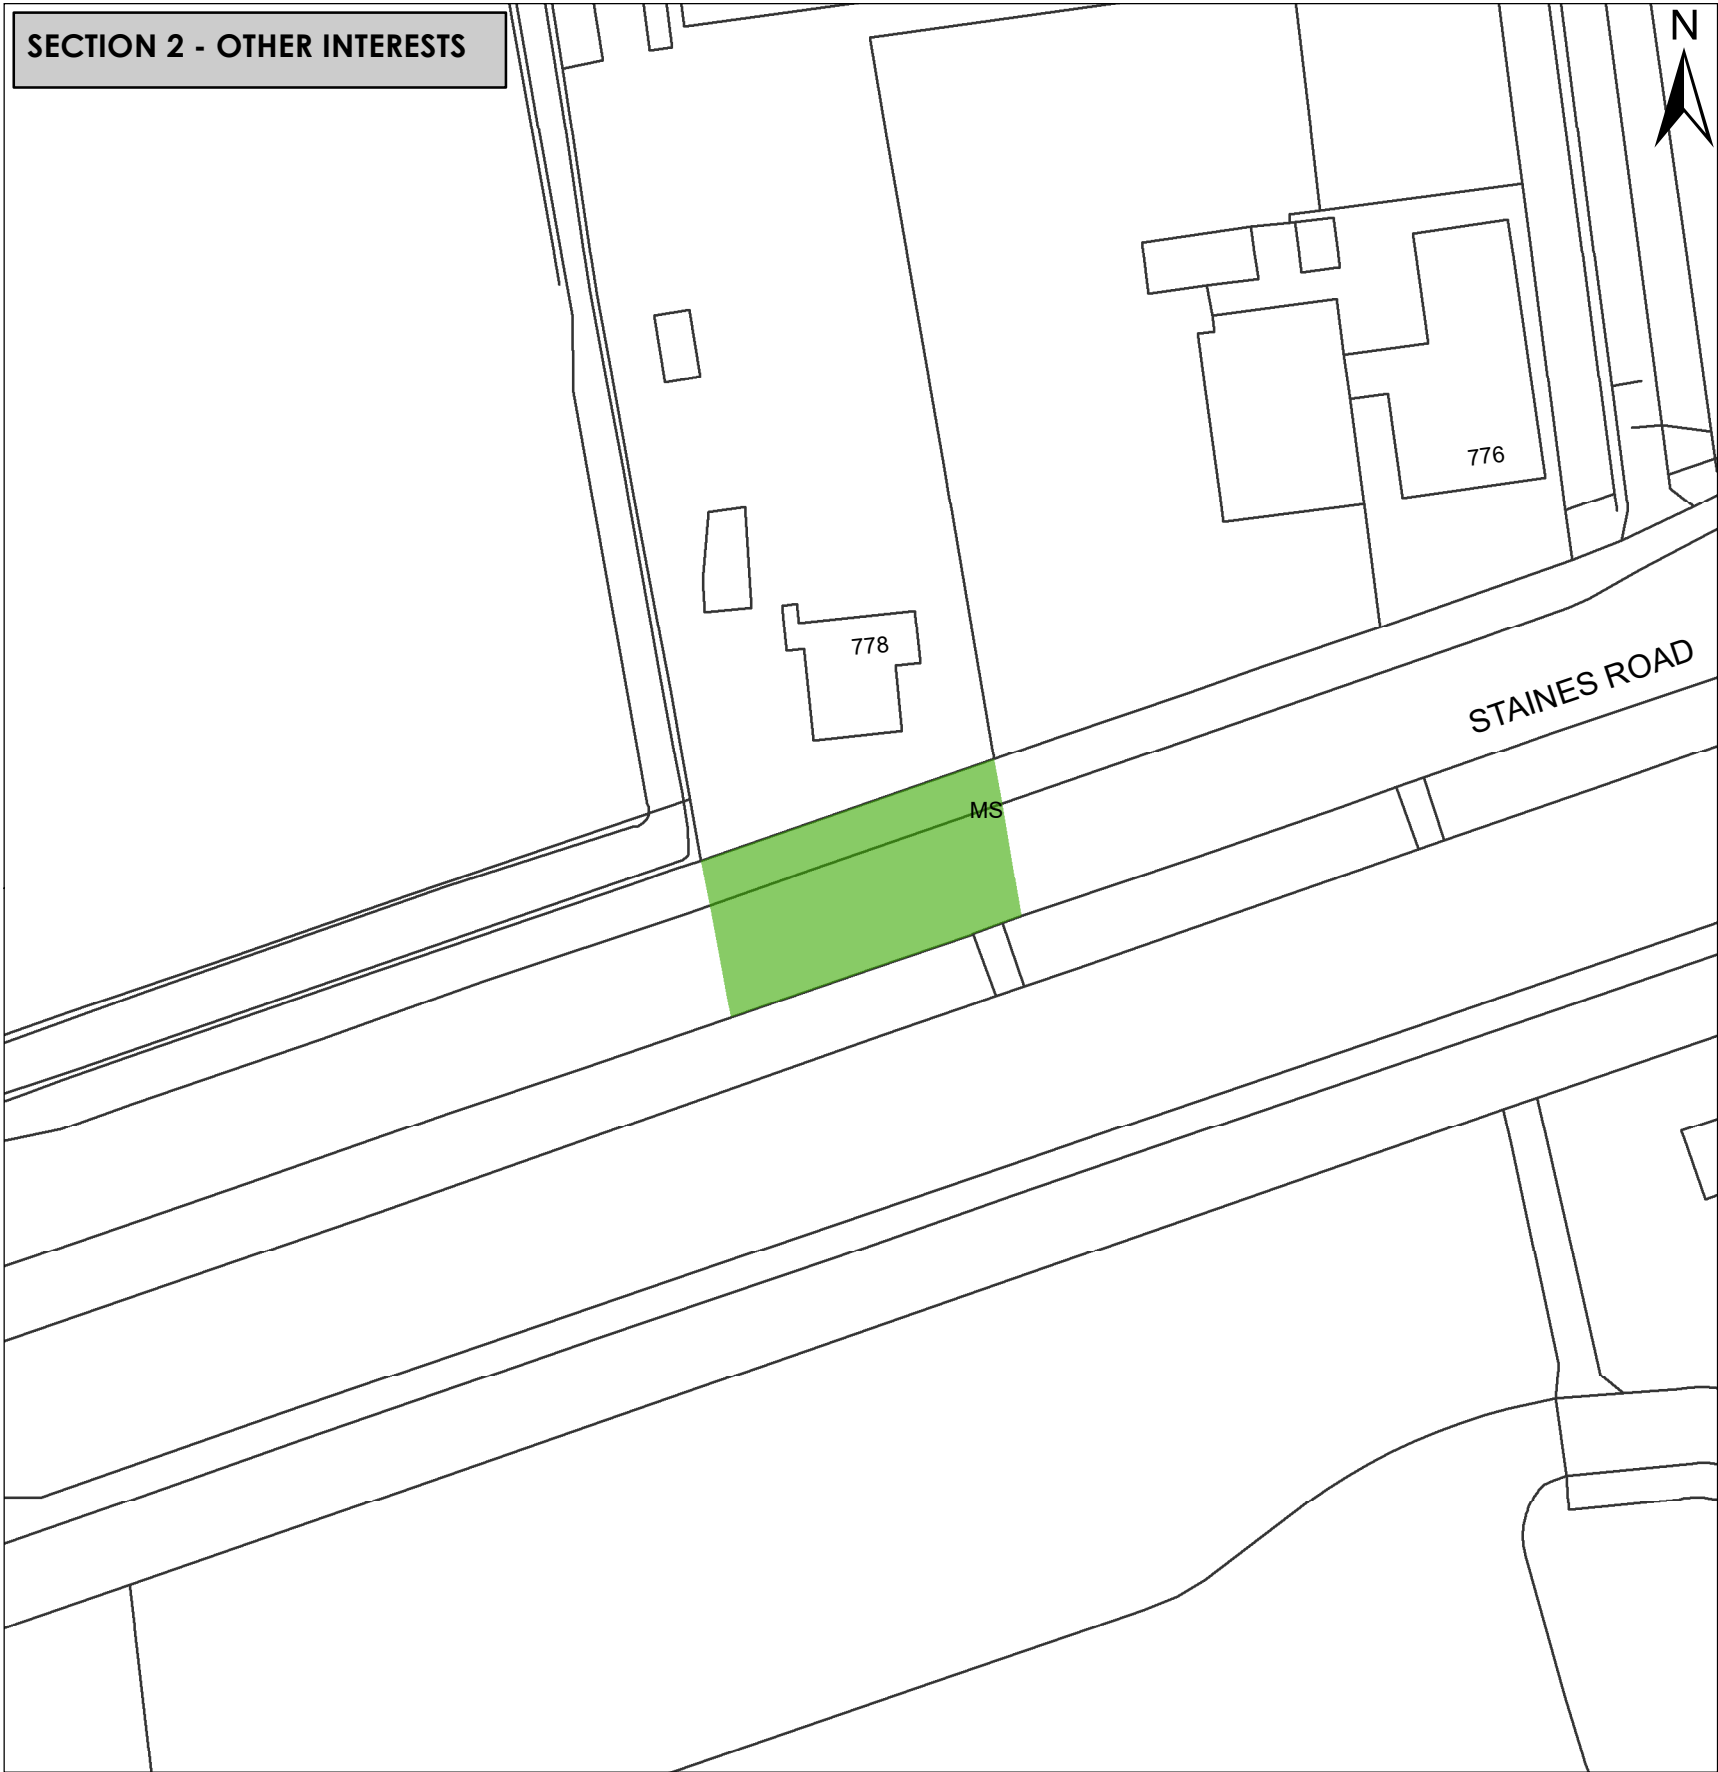 SECTION 2 - OTHER INTERESTS
N
776
778
STAINES ROAD
MS